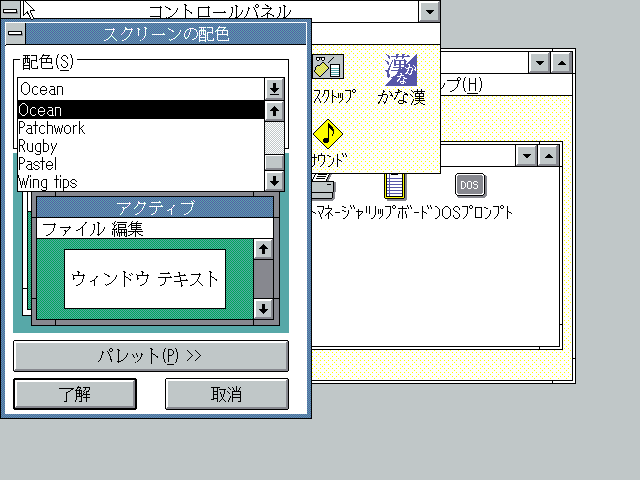 コントロールパネル
スクリーンの配色
配色(S)
Ocean
Ocean
Patchwork
Rugby
Pastel
Wing tips
アクティブ
ファイル 編集
ウィンドウ テキスト
パレット(P) >>
了解
取消
スクトップ
かな漢
漢かな
サウンド
プ(H)
トマネージャ
リップボード
DOS
DOSプロンプト